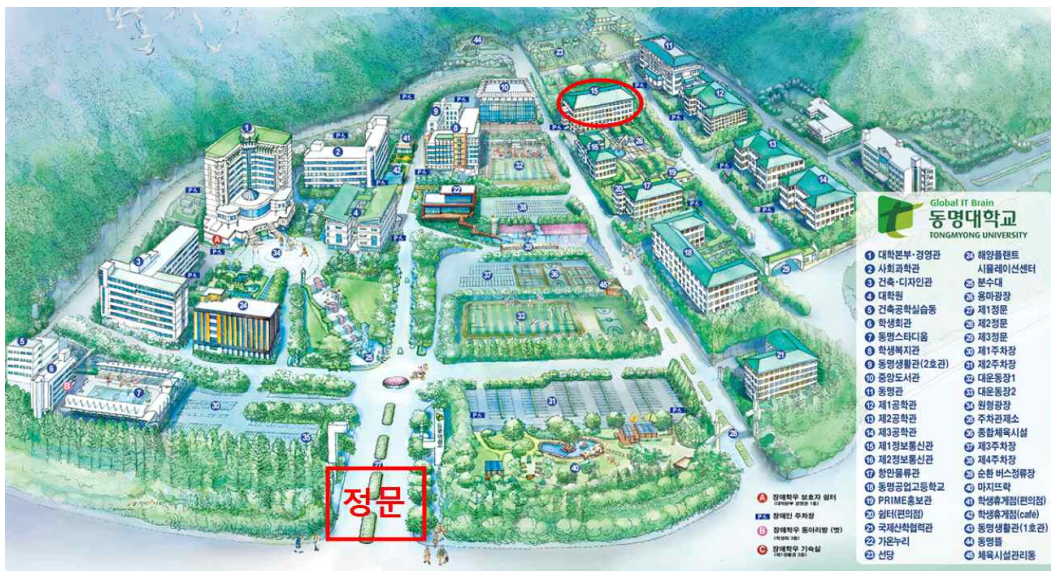 정문
Global IT Brain
동명대학교
TONGMYONG UNIVERSITY
1 대학본부·경영관
2 사회과학관
3 건축·디자인관
4 대학원
5 건축공학실습동
6 학생회관
7 동명스타디움
8 학생복지관
9 동명생활관(2호관)
10 중앙도서관
11 동명관
12 제1공학관
13 제2공학관
14 제3공학관
15 제1정보통신관
16 제2정보통신관
17 항만물류관
18 동명공업고등학교
19 PRIME홍보관
20 쉼터(편의점)
21 국제산학협력관
22 가온누리
23 선당
24 해양플랜트
시뮬레이션센터
25 분수대
26 용마광장
27 제1정문
28 제2정문
29 제3정문
30 제1주차장
31 제2주차장
32 대운동장1
33 대운동장2
34 원형광장
35 주차관제소
36 종합체육시설
37 제3주차장
38 제4주차장
39 순환 버스정류장
40 마지뜨락
41 학생휴게점(편의점)
42 학생휴게점(café)
43 동명생활관(1호관)
44 동명뜰
45 체육시설관리동
A 장애학우 보호자 쉼터
장애인 주차장
B 장애학우 동아리방 (벗)
C 장애학우 기숙실